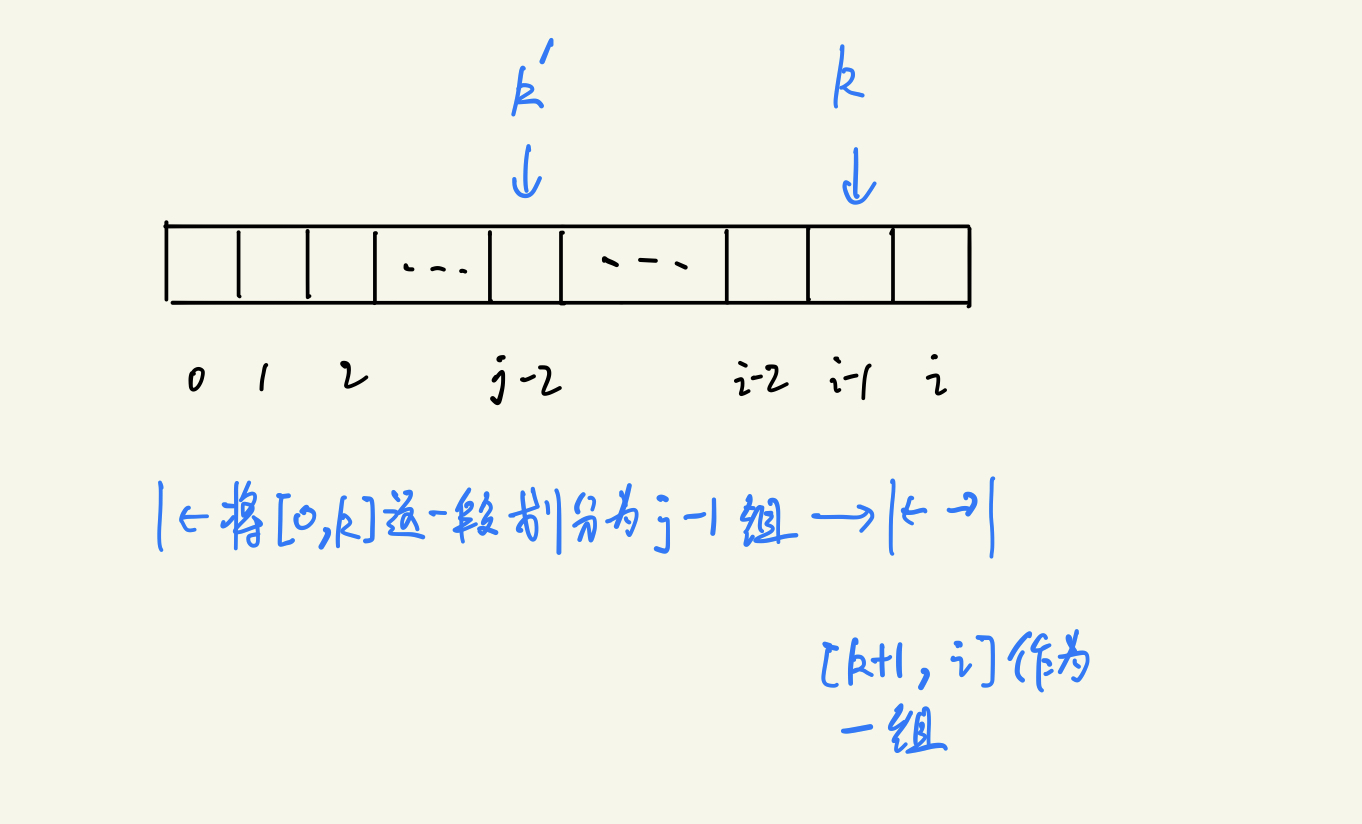 k' k
... ...
0 1 2 j-2 i-2 i-1 i
|← 将[0,k]这一段划分为j-1组 →|← →|
[k+1,i]作为
一组